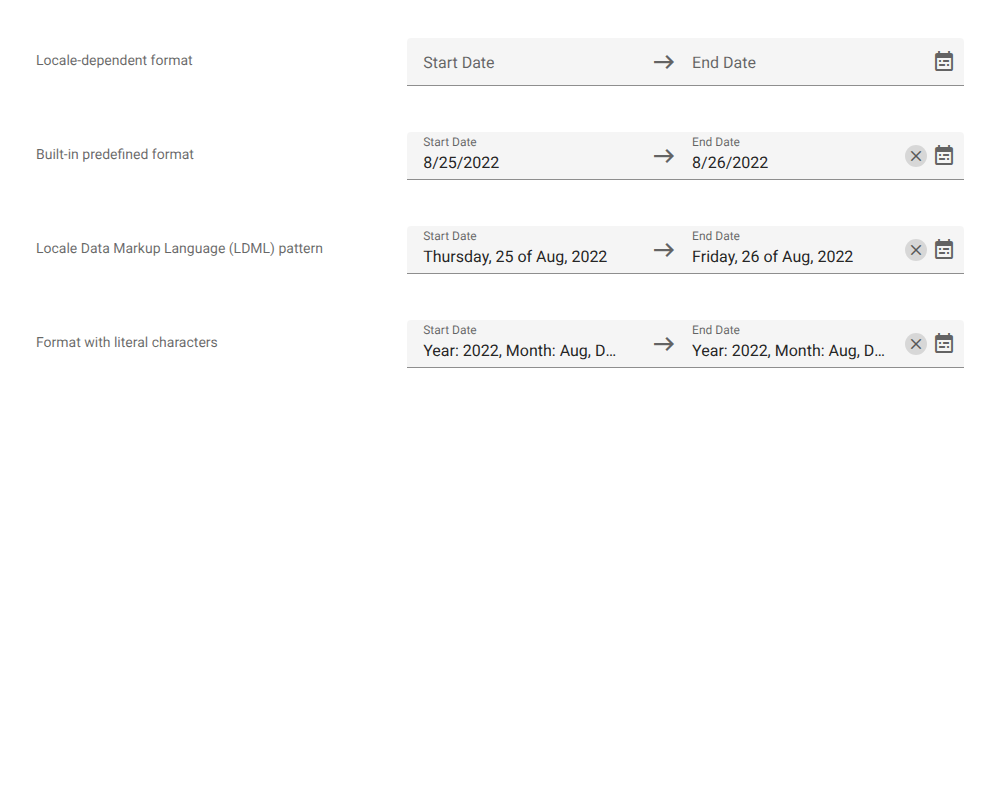 Locale-dependent format
Start Date
End Date
Built-in predefined format
Start Date
End Date
8/25/2022
8/26/2022
Locale Data Markup Language (LDML) pattern
Start Date
End Date
Thursday, 25 of Aug, 2022
Friday, 26 of Aug, 2022
Format with literal characters
Start Date
End Date
Year: 2022, Month: Aug, D...
Year: 2022, Month: Aug, D...